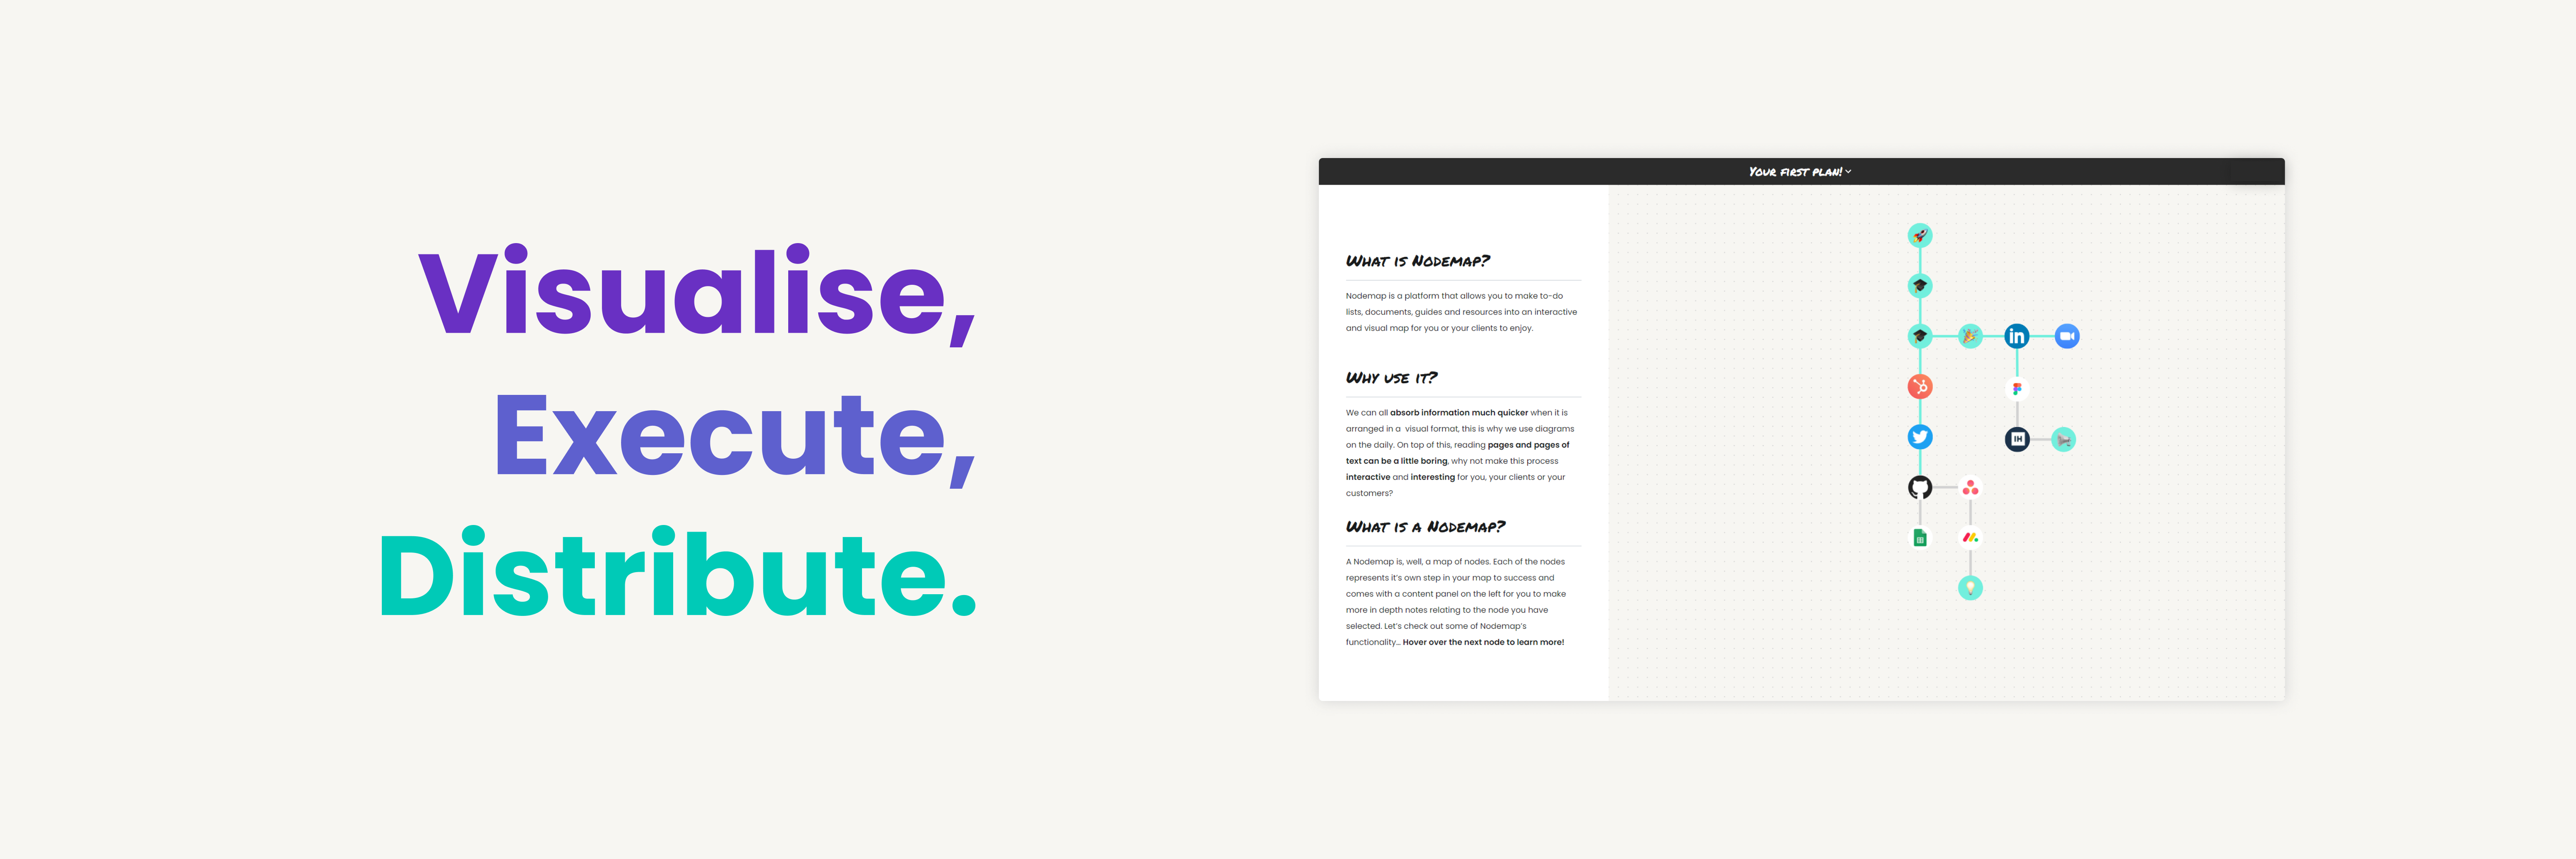 Visualise,
Execute,
Distribute.
Your first plan!
What is Nodemap?
Nodemap is a platform that allows you to make to-do
lists, documents, guides and resources into an interactive
and visual map for you or your clients to enjoy.
Why use it?
We can all absorb information much quicker when it is
arranged in a visual format, this is why we use diagrams
on the daily. On top of this, reading pages and pages of
text can be a little boring, why not make this process
interactive and interesting for you, your clients or your
customers?
What is a Nodemap?
A Nodemap is, well, a map of nodes. Each of the nodes
represents it’s own step in your map to success and
comes with a content panel on the left for you to make
more in depth notes relating to the node you have
selected. Let’s check out some of Nodemap’s
functionality... Hover over the next node to learn more!
in
IH